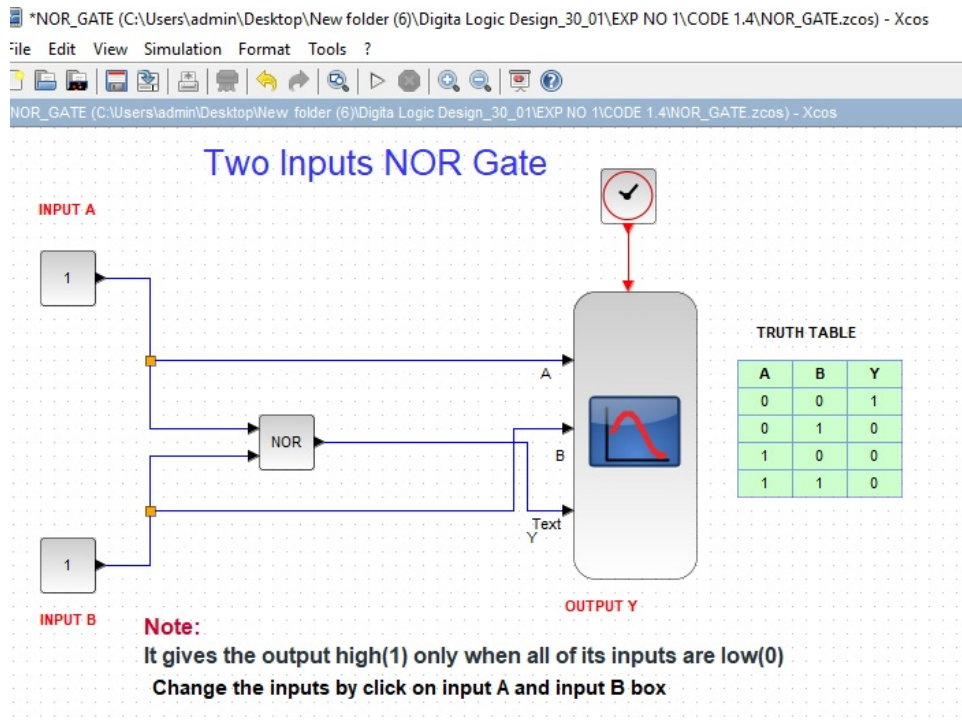 *NOR_GATE (C:\Users\admin\Desktop\New folder (6)\Digita Logic Design_30_01\EXP NO 1\CODE 1.4\NOR_GATE.zcos) - Xcos
File Edit View Simulation Format Tools ?
NOR_GATE (C:\Users\admin\Desktop\New folder (6)\Digita Logic Design_30_01\EXP NO 1\CODE 1.4\NOR_GATE.zcos) - Xcos
Two Inputs NOR Gate
INPUT A
1
A
NOR
B
Text
Y
1
INPUT B
OUTPUT Y
TRUTH TABLE
A B Y
0 0 1
0 1 0
1 0 0
1 1 0
Note:
It gives the output high(1) only when all of its inputs are low(0)
Change the inputs by click on input A and input B box